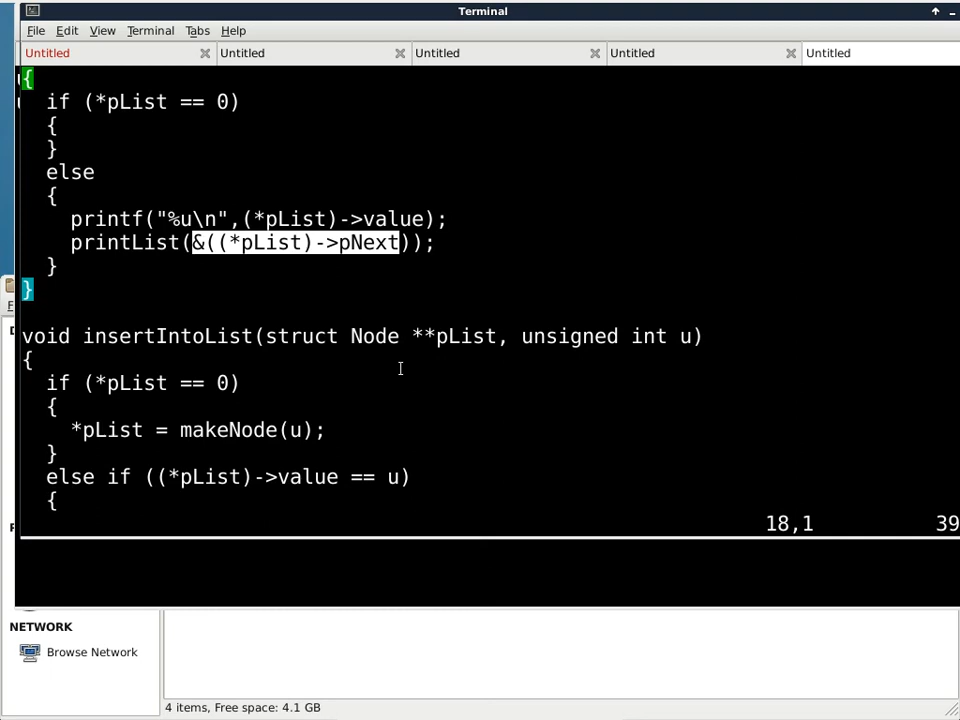 Terminal
File Edit View Terminal Tabs Help
Untitled Untitled Untitled Untitled Untitled
{
  if (*pList == 0)
  {
  }
  else
  {
    printf("%u\n",(*pList)->value);
    printList(&((*pList)->pNext));
  }
}
void insertIntoList(struct Node **pList, unsigned int u)
{
  if (*pList == 0)
  {
    *pList = makeNode(u);
  }
  else if ((*pList)->value == u)
  {
18,1 39
NETWORK
Browse Network
4 items, Free space: 4.1 GB